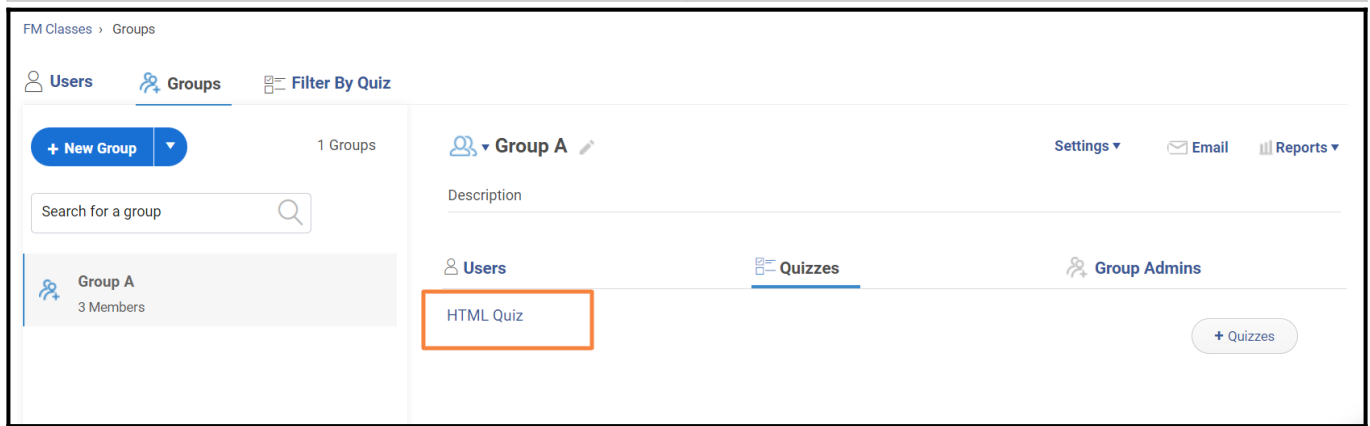 FM Classes › Groups
Users Groups Filter By Quiz
+ New Group 1 Groups
Search for a group
Group A
3 Members
Group A Settings Email Reports
Description
Users Quizzes Group Admins
HTML Quiz
+ Quizzes